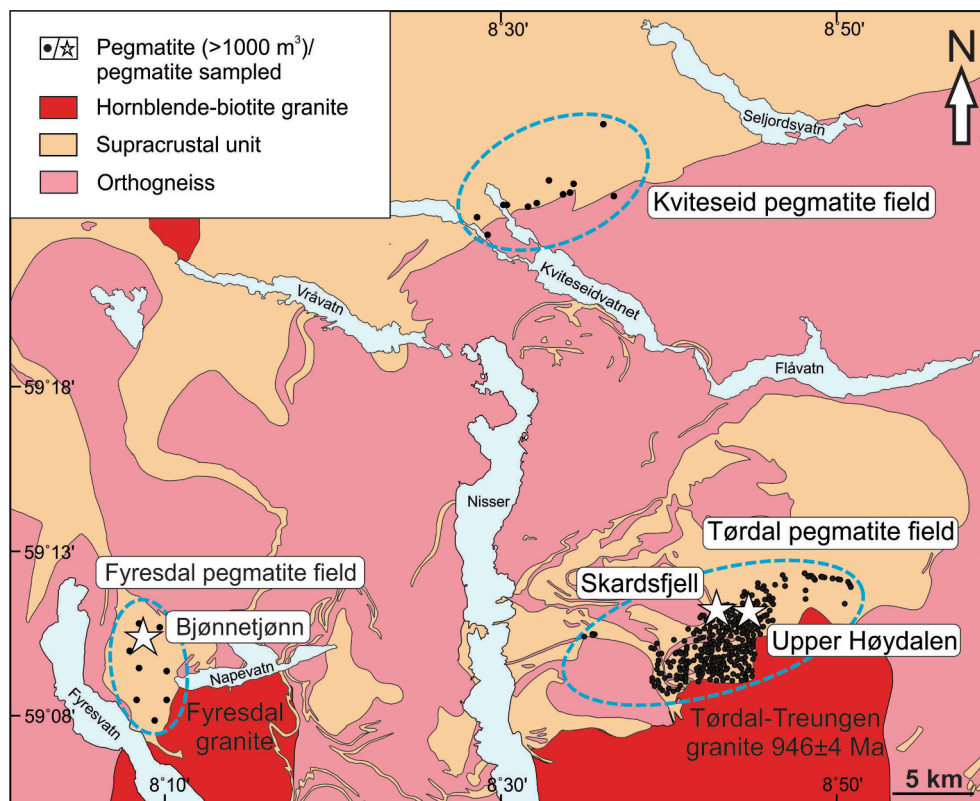 Pegmatite (>1000 m³)/
pegmatite sampled
Hornblende-biotite granite
Supracrustal unit
Orthogneiss
8°30'
8°50'
N
Seljordsvatn
Kviteseid pegmatite field
Kviteseidvatnet
Vråvatn
59°18'
Flåvatn
Nisser
59°13'
Tørdal pegmatite field
Fyresdal pegmatite field
Skardsfjell
Bjønnetjønn
Upper Høydalen
Napevatn
Fyresvatn
59°08'
Fyresdal
granite
Tørdal-Treungen
granite 946±4 Ma
8°10'
8°30'
8°50'
5 km